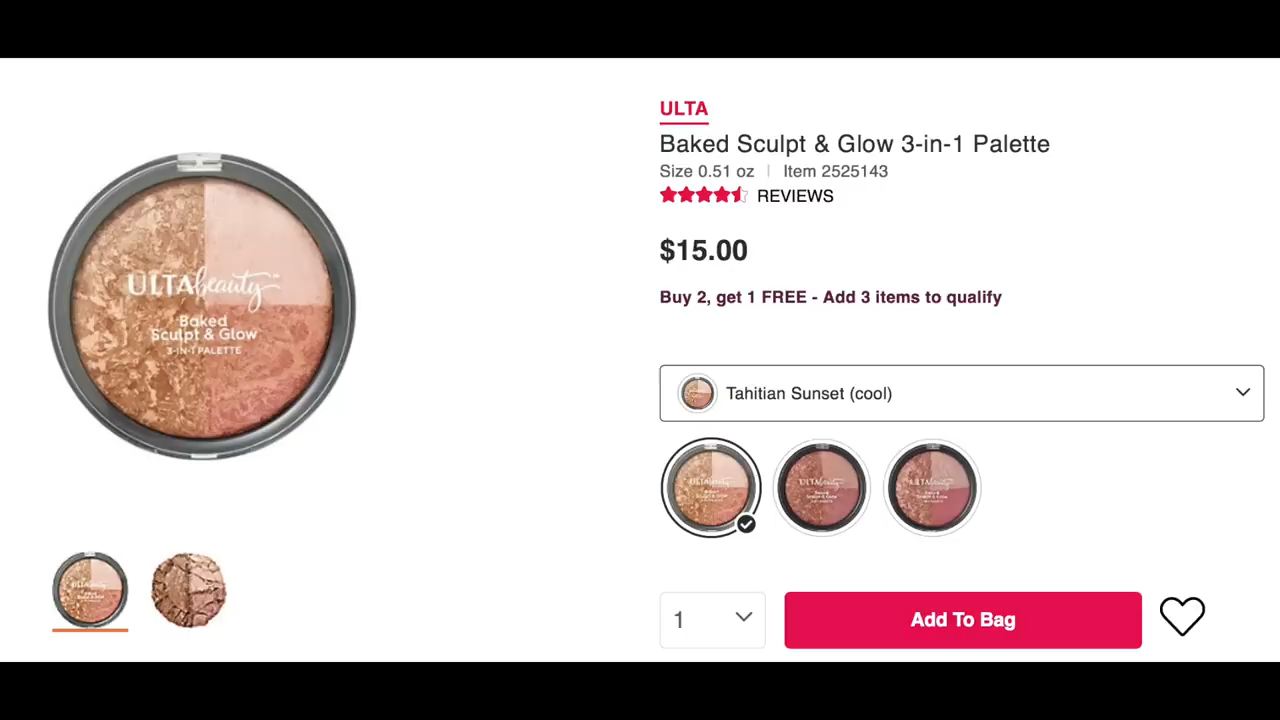 ULTA
Baked Sculpt & Glow 3-in-1 Palette
Size 0.51 oz | Item 2525143
REVIEWS
$15.00
Buy 2, get 1 FREE - Add 3 items to qualify
ULTAbeauty™
Baked
Sculpt & Glow
3-IN-1 PALETTE
Tahitian Sunset (cool)
1
Add To Bag